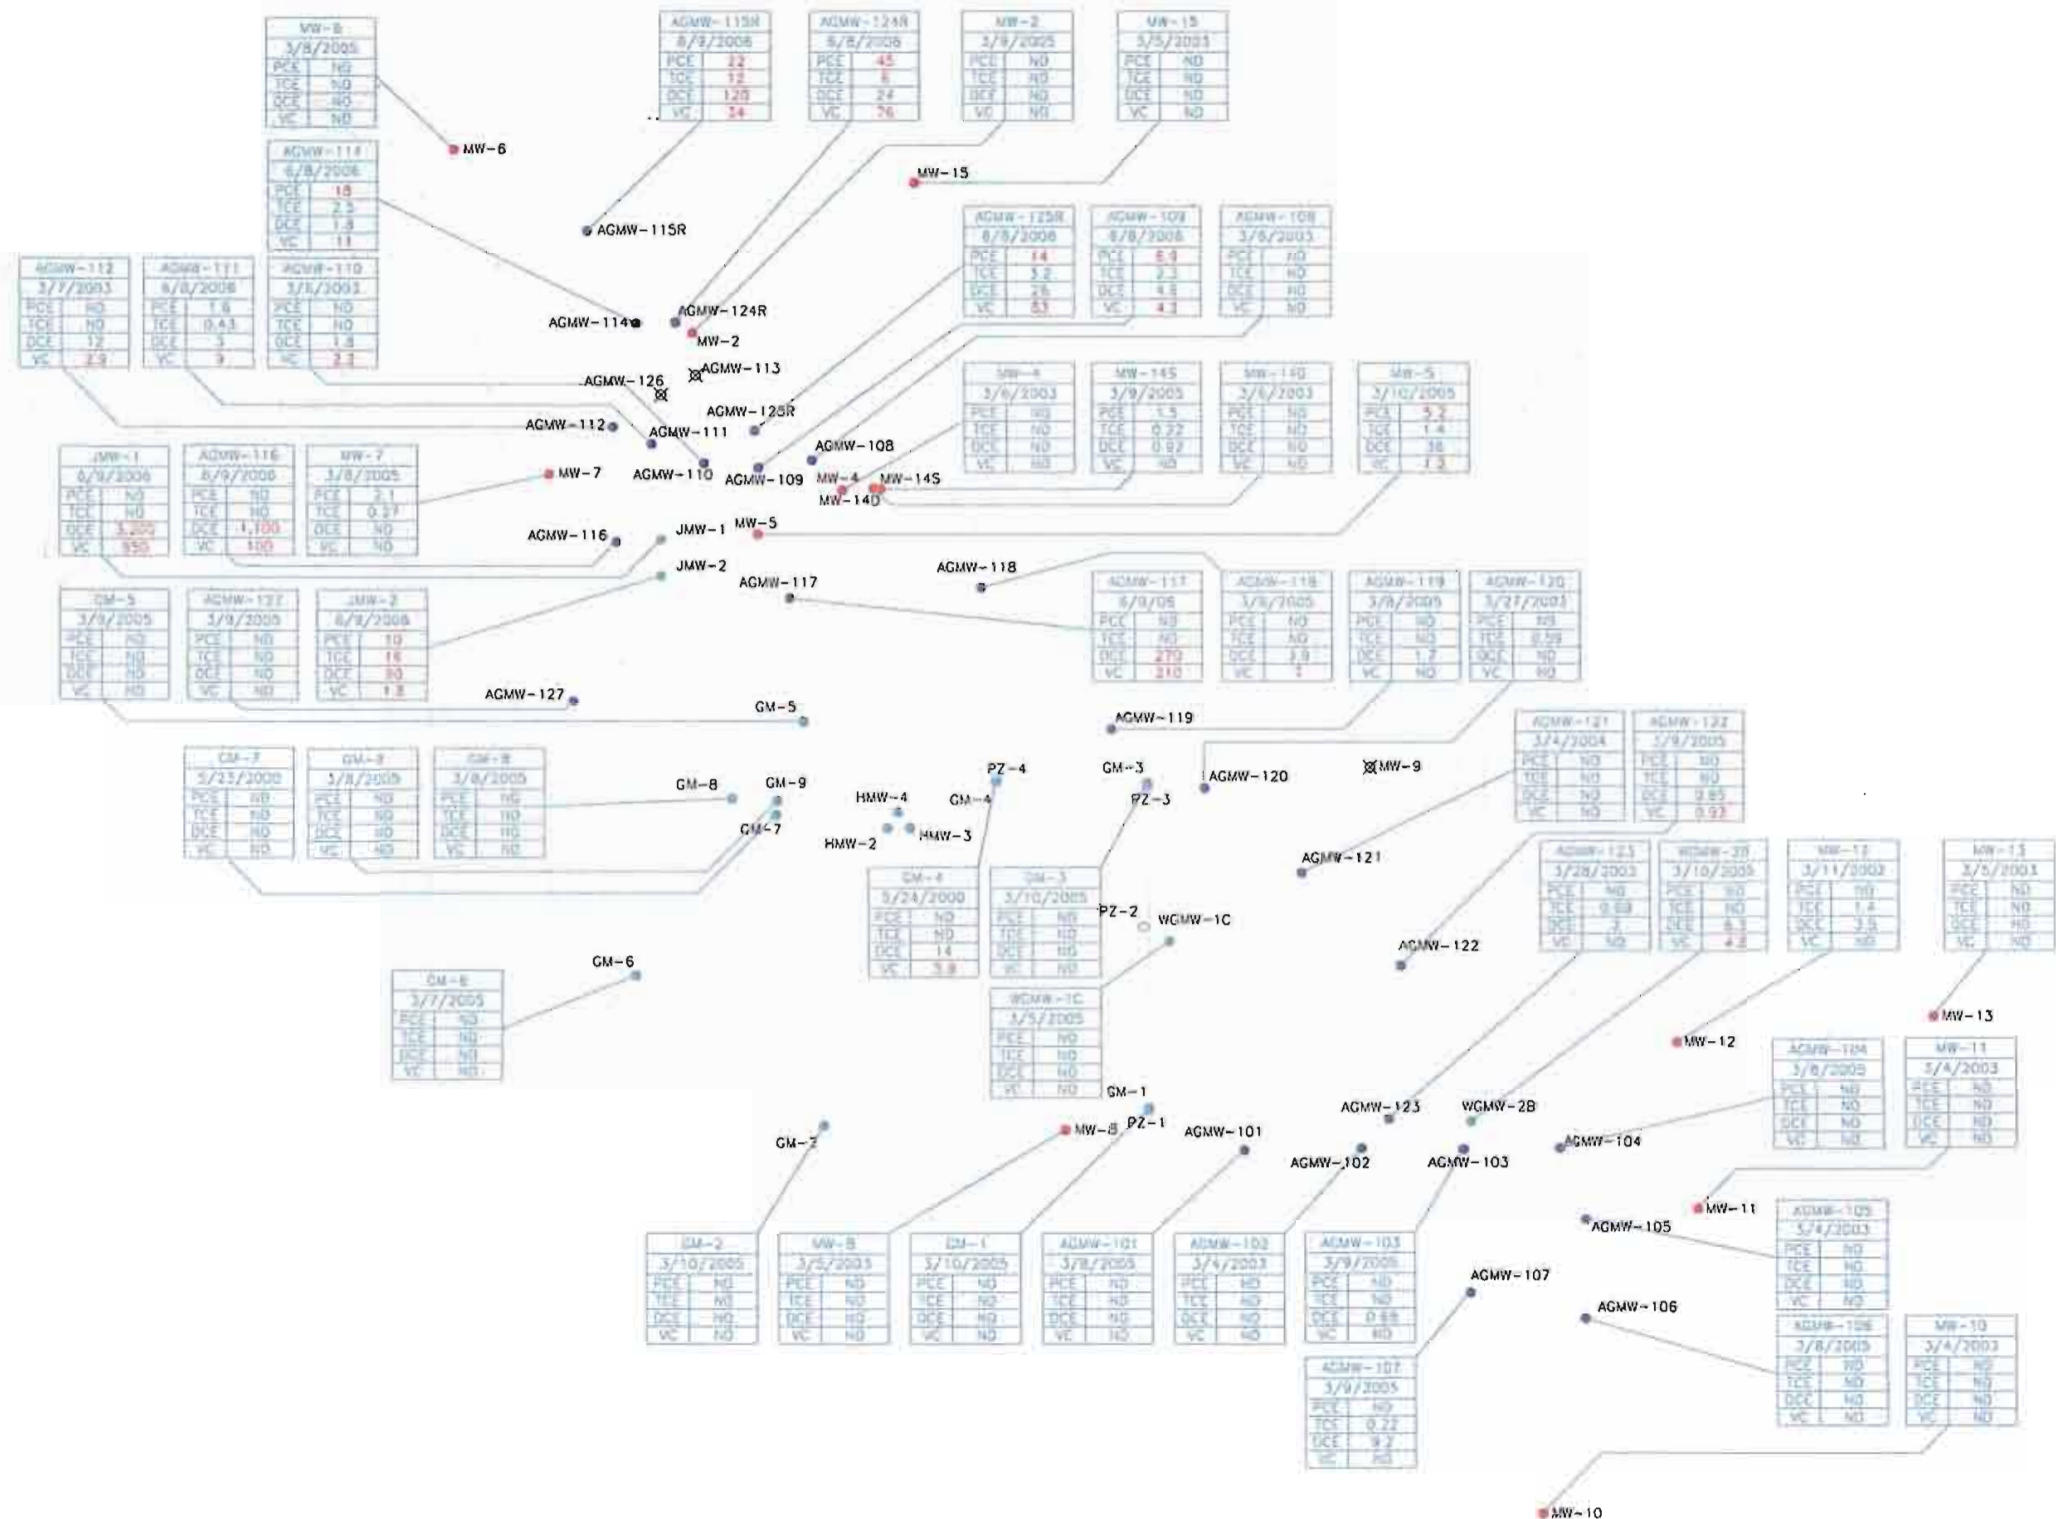 MW-6
3/8/2005
PCE ND
TCE ND
DCE ND
VC ND
AGMW-115R
6/9/2006
PCE 22
TCE 12
DCE 120
VC 34
AGMW-124R
6/8/2006
PCE 45
TCE 6
DCE 24
VC 76
MW-2
3/9/2005
PCE ND
TCE ND
DCE ND
VC ND
MW-15
3/5/2003
PCE ND
TCE ND
DCE ND
VC ND
MW-6
MW-15
AGMW-114
6/8/2006
PCE 18
TCE 2.5
DCE 1.8
VC 11
AGMW-115R
AGMW-125R
6/8/2006
PCE 14
TCE 3.2
DCE 26
VC 53
AGMW-109
6/8/2006
PCE 6.9
TCE 2.3
DCE 4.8
VC 4.3
AGMW-108
3/6/2003
PCE ND
TCE ND
DCE ND
VC ND
AGMW-112
3/7/2003
PCE ND
TCE ND
DCE 12
VC 2.9
AGMW-111
6/8/2006
PCE 1.6
TCE 0.43
DCE 3
VC 9
AGMW-110
3/6/2003
PCE ND
TCE ND
DCE 1.8
VC 2.2
AGMW-114
AGMW-124R
MW-2
AGMW-113
AGMW-126
AGMW-125R
AGMW-112
AGMW-111
AGMW-108
AGMW-110
AGMW-109
MW-4
MW-14S
MW-14D
MW-7
MW-4
3/6/2003
PCE ND
TCE ND
DCE ND
VC ND
MW-14S
3/9/2005
PCE 1.5
TCE 0.22
DCE 0.92
VC ND
MW-14D
3/6/2003
PCE ND
TCE ND
DCE ND
VC ND
MW-5
3/10/2005
PCE 5.2
TCE 1.4
DCE 36
VC 1.2
JMW-1
6/9/2006
PCE ND
TCE ND
DCE 3,200
VC 950
AGMW-116
6/9/2006
PCE ND
TCE ND
DCE 1,100
VC 100
MW-7
3/8/2005
PCE 2.1
TCE 0.27
DCE ND
VC ND
AGMW-116
JMW-1
MW-5
JMW-2
AGMW-117
AGMW-118
GM-5
3/9/2005
PCE ND
TCE ND
DCE ND
VC ND
AGMW-127
3/9/2005
PCE ND
TCE ND
DCE ND
VC ND
JMW-2
6/9/2006
PCE 10
TCE 16
DCE 90
VC 1.8
AGMW-117
6/9/06
PCE ND
TCE ND
DCE 270
VC 210
AGMW-118
3/8/2005
PCE ND
TCE ND
DCE 3.9
VC 1
AGMW-119
3/8/2005
PCE ND
TCE ND
DCE 1.7
VC ND
AGMW-120
3/27/2003
PCE ND
TCE 0.59
DCE ND
VC ND
AGMW-127
GM-5
AGMW-119
GM-7
5/23/2000
PCE ND
TCE ND
DCE ND
VC ND
GM-9
3/8/2005
PCE ND
TCE ND
DCE ND
VC ND
GM-8
3/8/2005
PCE ND
TCE ND
DCE ND
VC ND
GM-8
GM-9
GM-7
HMW-4
HMW-2
HMW-3
PZ-4
GM-4
GM-3
PZ-3
AGMW-120
MW-9
AGMW-121
3/4/2004
PCE ND
TCE ND
DCE ND
VC ND
AGMW-122
3/9/2005
PCE ND
TCE ND
DCE 0.85
VC 0.93
AGMW-121
GM-4
5/24/2000
PCE ND
TCE ND
DCE 14
VC 3.9
GM-3
3/10/2005
PCE ND
TCE ND
DCE ND
VC ND
PZ-2
WGMW-1C
AGMW-122
AGMW-123
3/28/2003
PCE ND
TCE 0.69
DCE 3
VC ND
WGMW-2B
3/10/2005
PCE ND
TCE ND
DCE 6.3
VC 4.8
MW-12
3/11/2002
PCE ND
TCE 1.4
DCE 3.5
VC ND
MW-13
3/5/2003
PCE ND
TCE ND
DCE ND
VC ND
GM-6
GM-6
3/7/2005
PCE ND
TCE ND
DCE ND
VC ND
WGMW-1C
3/5/2005
PCE ND
TCE ND
DCE ND
VC ND
MW-13
MW-12
AGMW-104
3/8/2005
PCE ND
TCE ND
DCE ND
VC ND
MW-11
3/4/2003
PCE ND
TCE ND
DCE ND
VC ND
GM-1
PZ-1
GM-2
MW-8
AGMW-101
AGMW-123
WGMW-2B
AGMW-102
AGMW-103
AGMW-104
MW-11
AGMW-105
AGMW-105
3/4/2003
PCE ND
TCE ND
DCE ND
VC ND
GM-2
3/10/2005
PCE ND
TCE ND
DCE ND
VC ND
MW-8
3/5/2003
PCE ND
TCE ND
DCE ND
VC ND
GM-1
3/10/2005
PCE ND
TCE ND
DCE ND
VC ND
AGMW-101
3/8/2005
PCE ND
TCE ND
DCE ND
VC ND
AGMW-102
3/4/2003
PCE ND
TCE ND
DCE ND
VC ND
AGMW-103
3/9/2005
PCE ND
TCE ND
DCE 0.68
VC ND
AGMW-107
AGMW-106
AGMW-106
3/8/2005
PCE ND
TCE ND
DCE ND
VC ND
MW-10
3/4/2003
PCE ND
TCE ND
DCE ND
VC ND
AGMW-107
3/9/2005
PCE ND
TCE 0.22
DCE 9.2
VC ND
MW-10